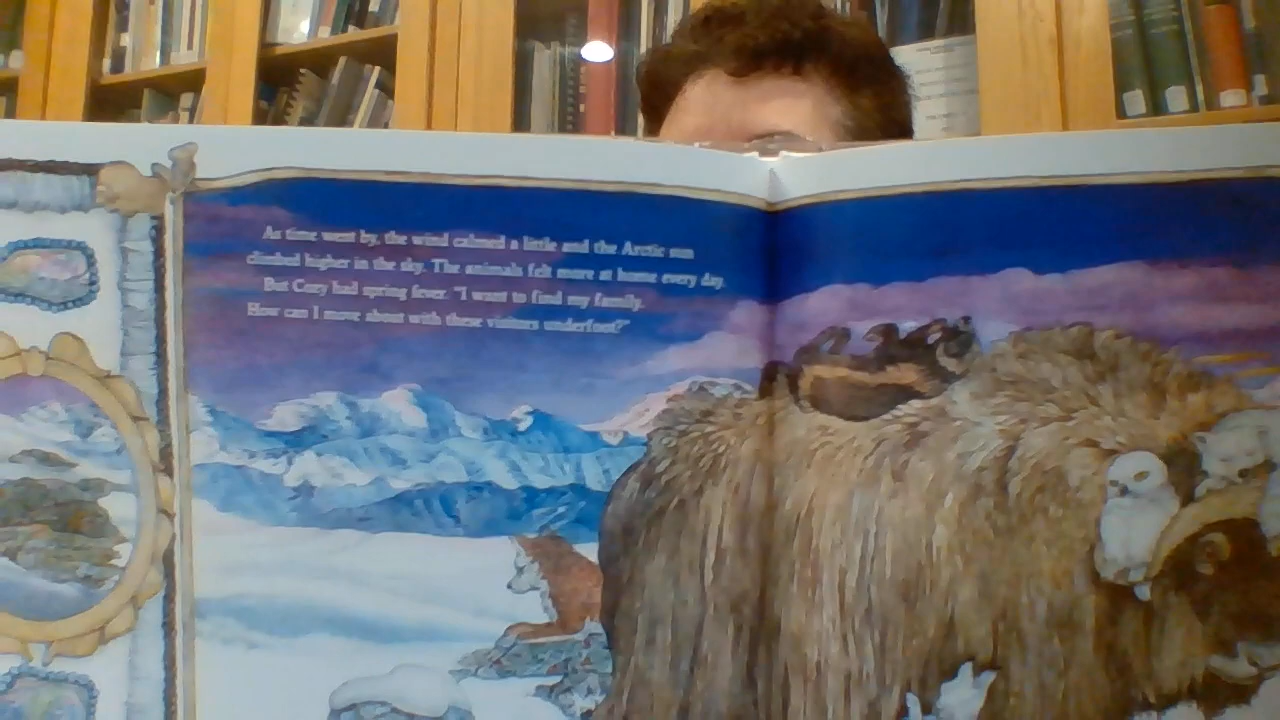 As time went by, the wind calmed a little and the Arctic sun
climbed higher in the sky. The animals felt more at home every day.
But Cozy had spring fever. "I want to find my family.
How can I move about with these visitors underfoot?"